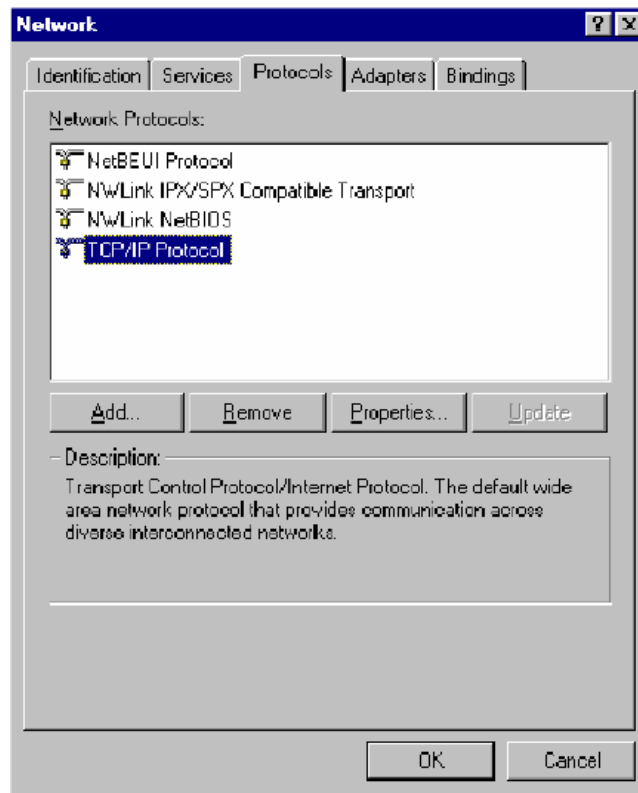 Network
Identification Services Protocols Adapters Bindings
Network Protocols:
NetBEUI Protocol
NWLink IPX/SPX Compatible Transport
NWLink NetBIOS
TCP/IP Protocol
Add... Remove Properties... Update
Description:
Transport Control Protocol/Internet Protocol. The default wide
area network protocol that provides communication across
diverse interconnected networks.
OK Cancel